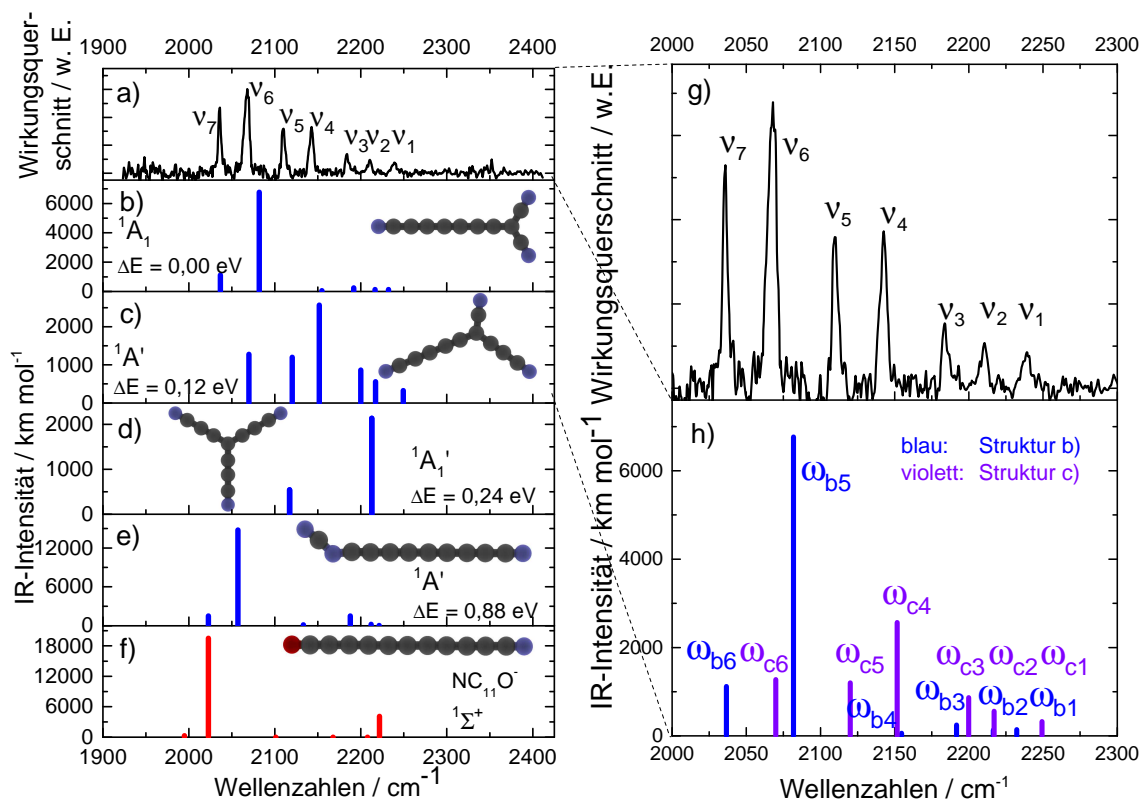 1900 2000 2100 2200 2300 2400
Wirkungsquer-
schnitt / w. E.
a)
ν7 ν6 ν5 ν4 ν3 ν2 ν1
b)
6000
4000
2000
0
¹A₁
ΔE = 0,00 eV
c)
2000
1000
0
¹A'
ΔE = 0,12 eV
d)
2000
1000
0
¹A₁'
ΔE = 0,24 eV
e)
12000
6000
0
¹A'
ΔE = 0,88 eV
f)
18000
12000
6000
0
NC₁₁O⁻
¹Σ⁺
IR-Intensität / km mol⁻¹
1900 2000 2100 2200 2300 2400
Wellenzahlen / cm⁻¹
2000 2050 2100 2150 2200 2250 2300
Wirkungsquerschnitt / w.E.
g)
ν7 ν6 ν5 ν4 ν3 ν2 ν1
h)
blau: Struktur b)
violett: Struktur c)
6000
4000
2000
0
ωb5
ωc4
ωb6 ωc6 ωc5 ωc3 ωc2 ωc1
ωb4 ωb3 ωb2 ωb1
IR-Intensität / km mol⁻¹
2000 2050 2100 2150 2200 2250 2300
Wellenzahlen / cm⁻¹